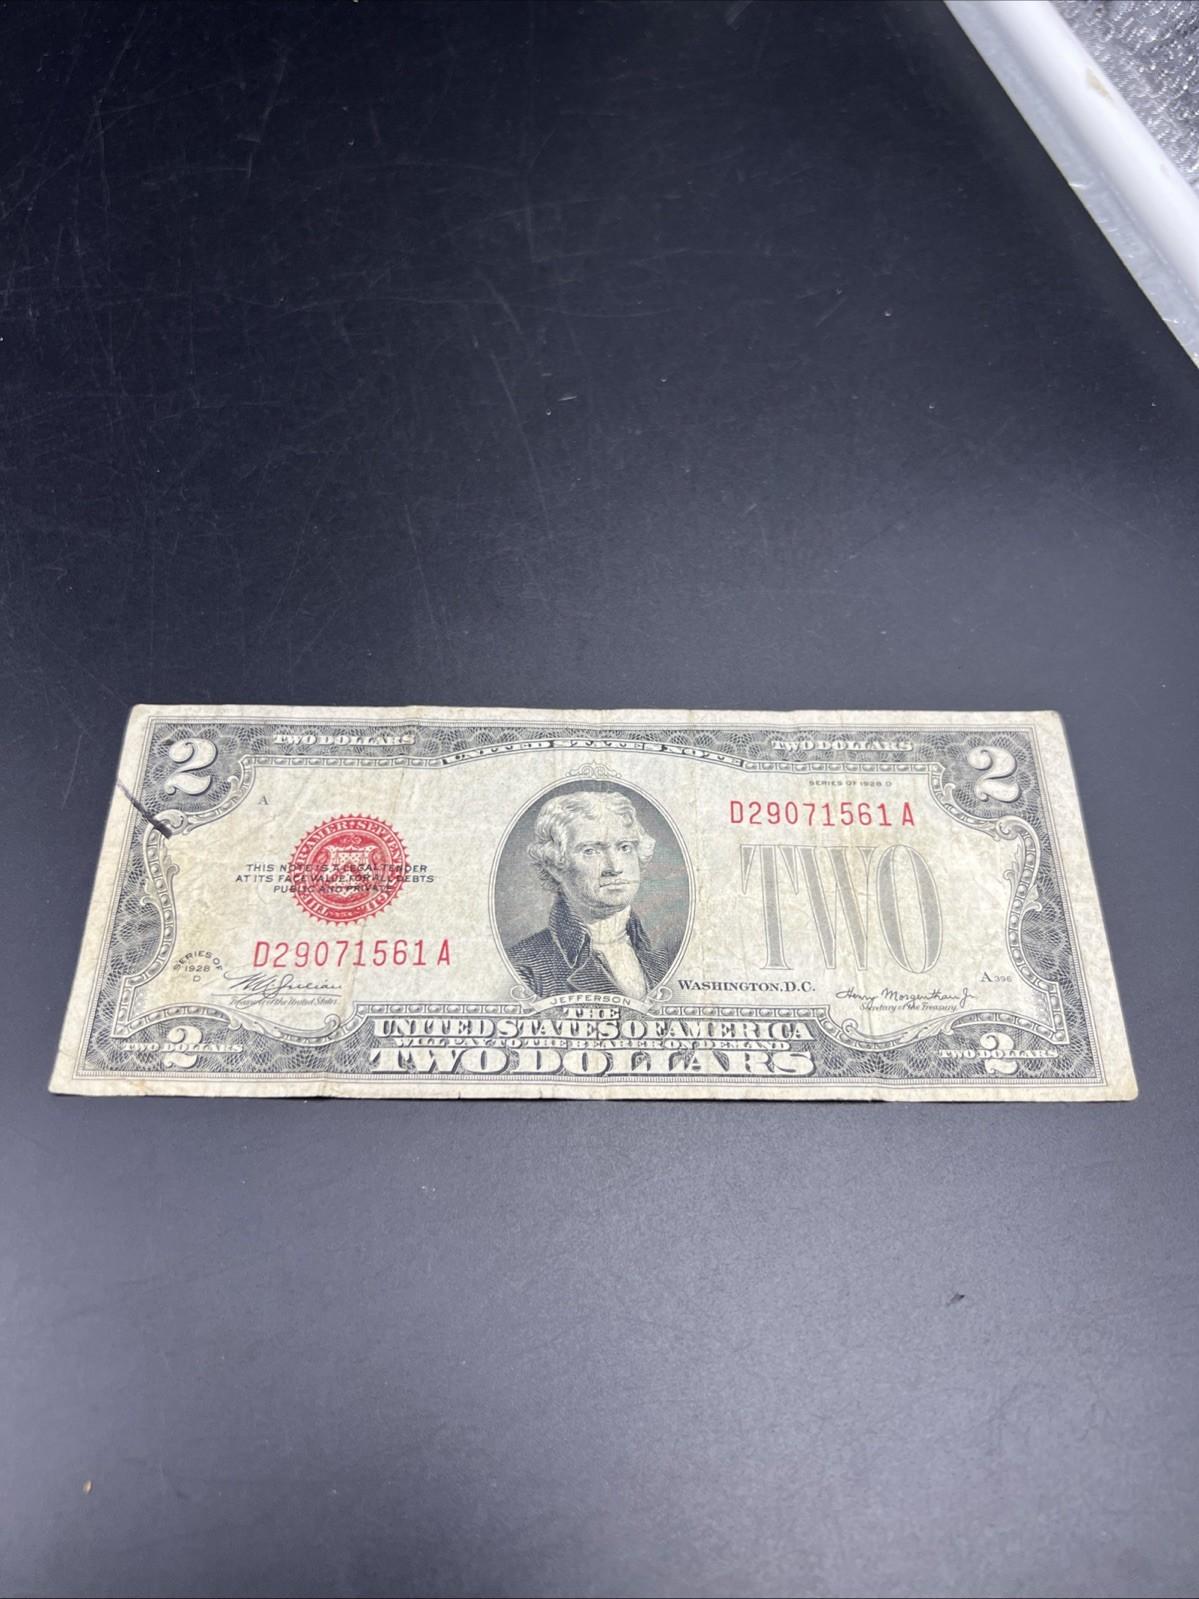 2 TWO DOLLARS UNITED STATES NOTE TWO DOLLARS 2
SERIES OF 1928 D
A
D29071561A
THIS NOTE IS A LEGAL TENDER
AT ITS FACE VALUE FOR ALL DEBTS
PUBLIC AND PRIVATE
TWO
D29071561A
SERIES OF
1928
D
W.A. Julian
Treasurer of the United States.
JEFFERSON
WASHINGTON, D.C.
A 396
Henry Morgenthau Jr.
Secretary of the Treasury.
THE
UNITED STATES OF AMERICA
WILL PAY TO THE BEARER ON DEMAND
TWO DOLLARS
TWO DOLLARS
2
TWO DOLLARS
2